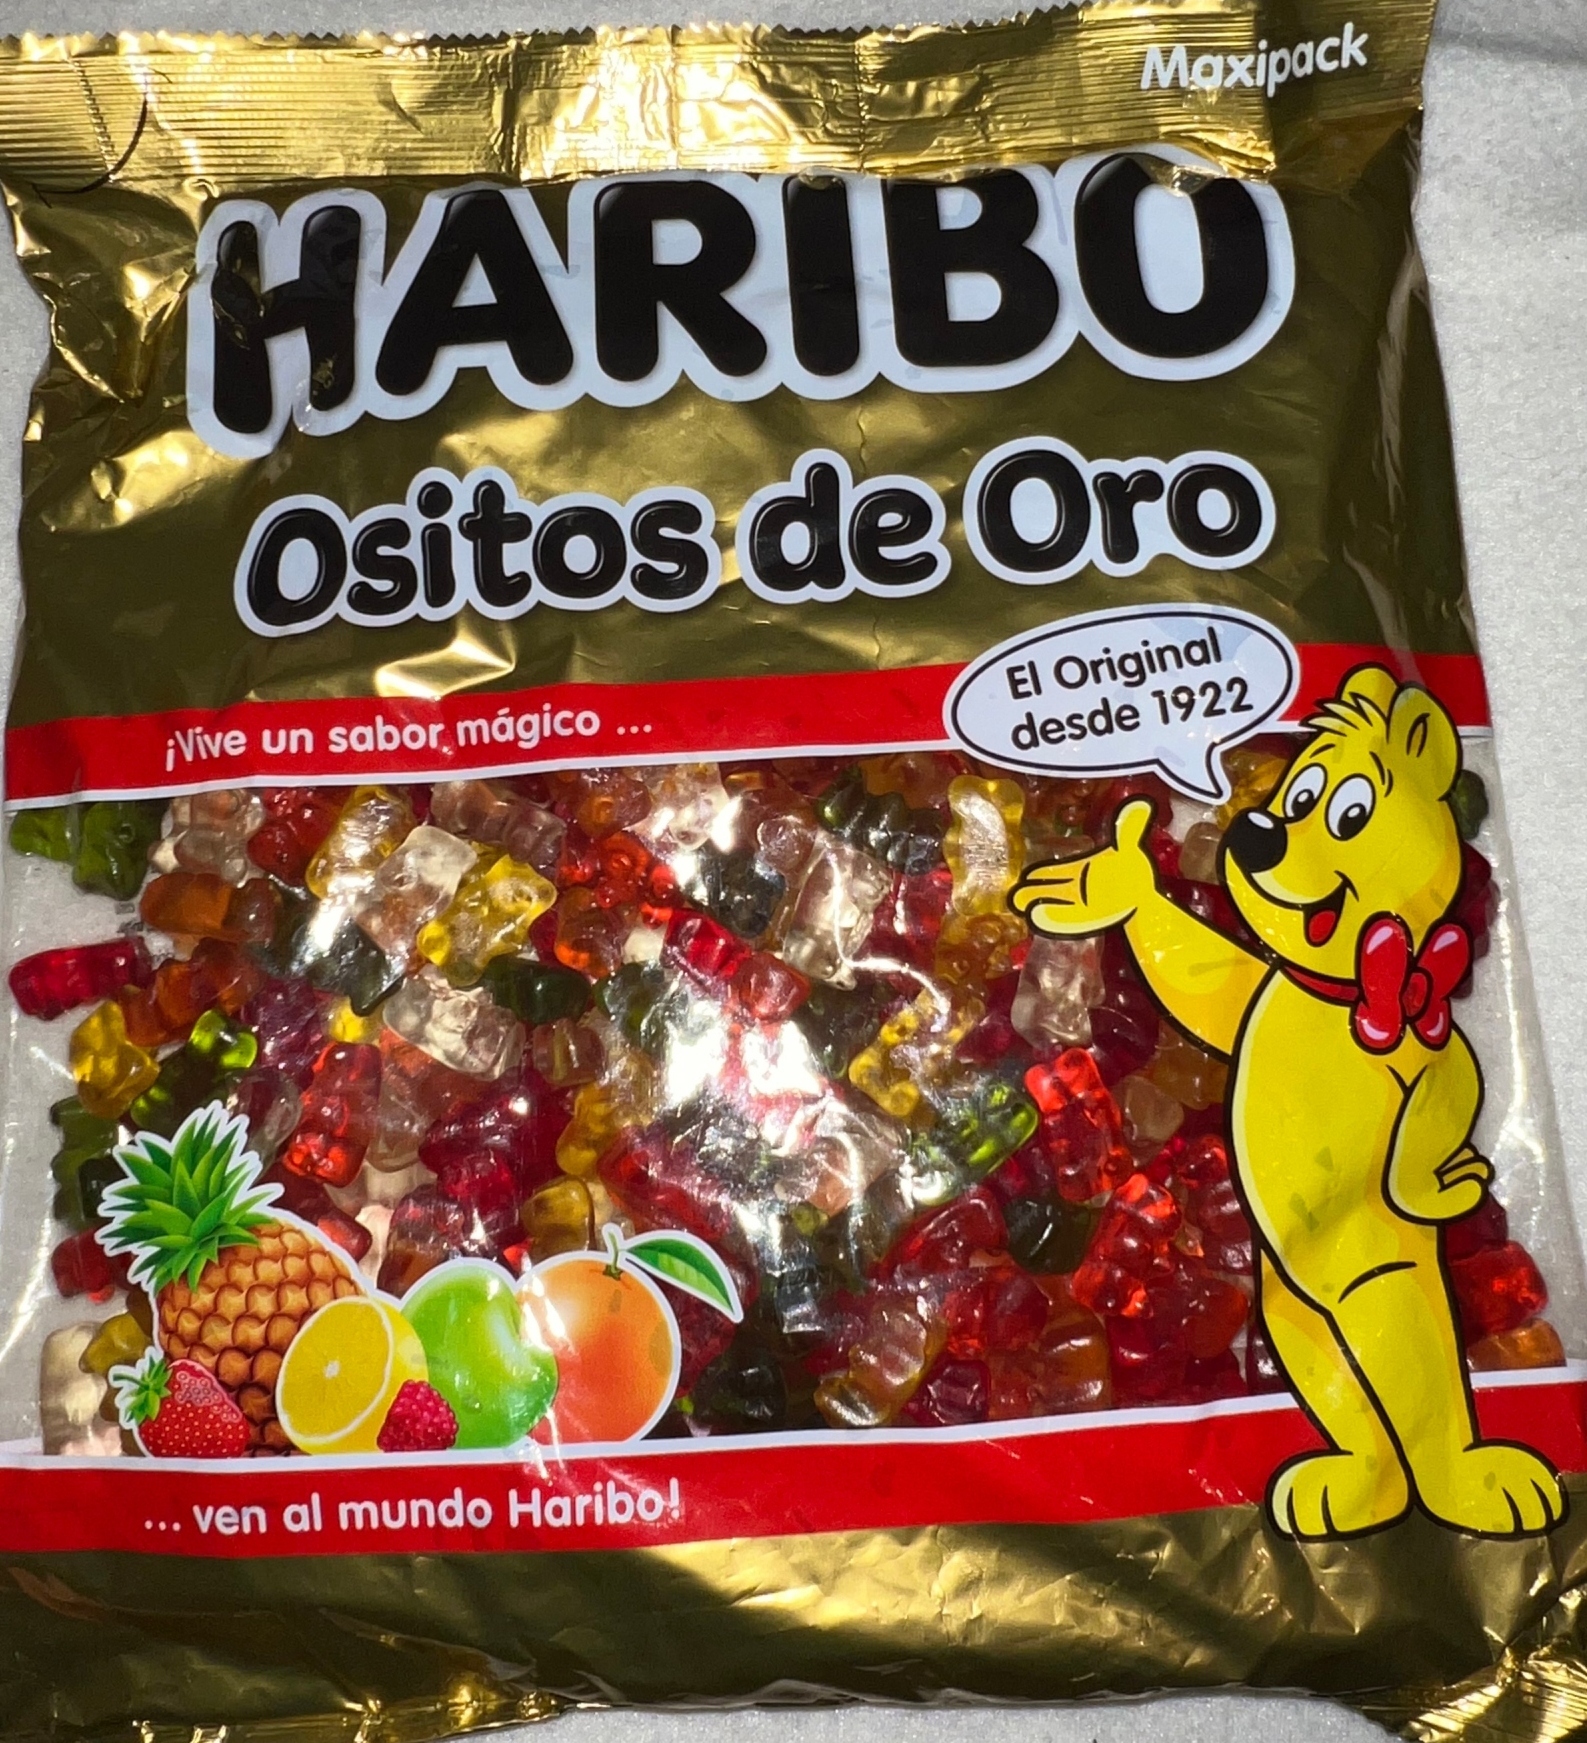 Maxipack
HARIBO
Ositos de Oro
El Original
desde 1922
¡Vive un sabor mágico ...
... ven al mundo Haribo!